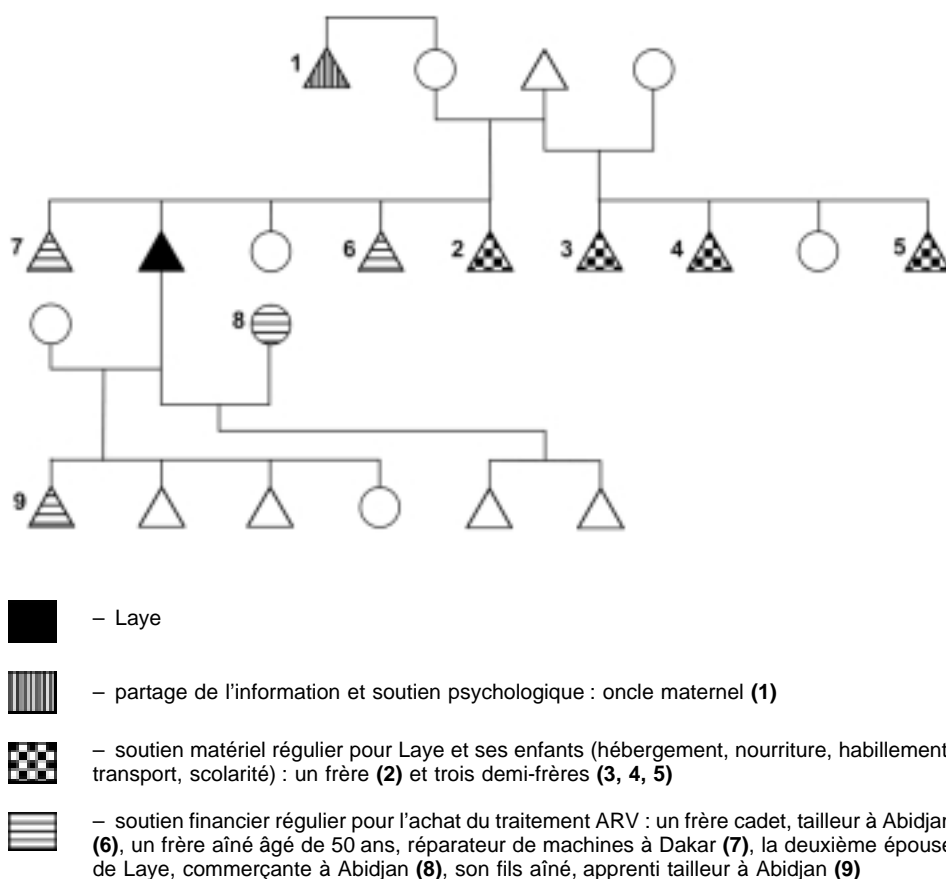 1
7
6
2
3
4
5
8
9
– Laye
– partage de l'information et soutien psychologique : oncle maternel (1)
– soutien matériel régulier pour Laye et ses enfants (hébergement, nourriture, habillement
transport, scolarité) : un frère (2) et trois demi-frères (3, 4, 5)
– soutien financier régulier pour l'achat du traitement ARV : un frère cadet, tailleur à Abidjan
(6), un frère aîné âgé de 50 ans, réparateur de machines à Dakar (7), la deuxième épouse
de Laye, commerçante à Abidjan (8), son fils aîné, apprenti tailleur à Abidjan (9)